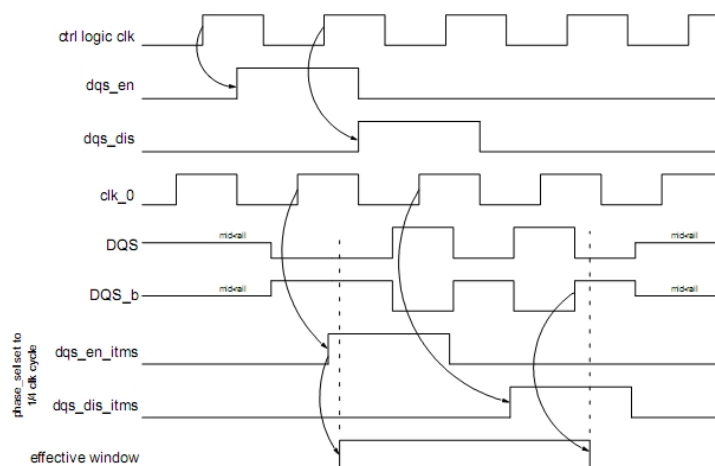 ctrl logic clk
dqs_en
dqs_dis
clk_0
mid-rail
mid-rail
DQS
DQS_b
mid-rail
mid-rail
phase_sel set to
1/4 clk cycle
dqs_en_itms
dqs_dis_itms
effective window